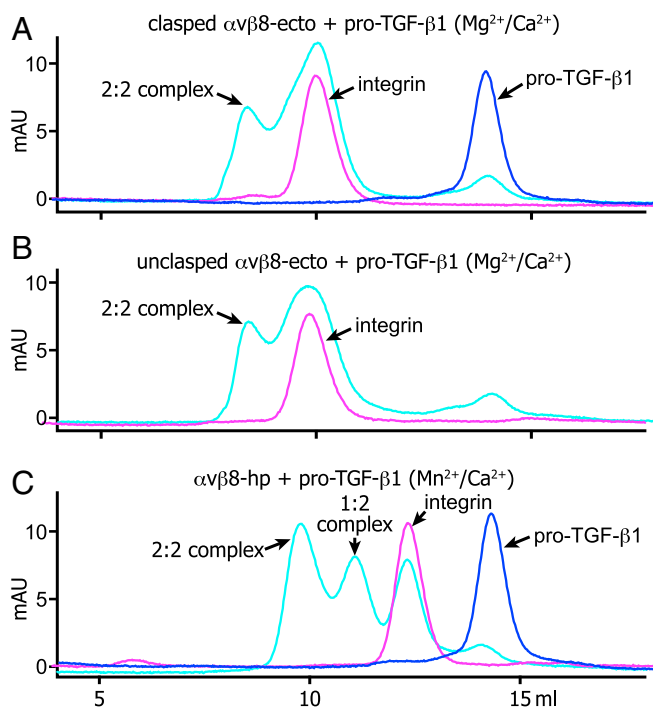 A
clasped αvβ8-ecto + pro-TGF-β1 (Mg²⁺/Ca²⁺)
10
2:2 complex
integrin
pro-TGF-β1
mAU
5
0
B
unclasped αvβ8-ecto + pro-TGF-β1 (Mg²⁺/Ca²⁺)
10
2:2 complex
integrin
mAU
5
0
C
αvβ8-hp + pro-TGF-β1 (Mn²⁺/Ca²⁺)
1:2
complex
integrin
10
2:2 complex
pro-TGF-β1
mAU
5
0
5
10
15 ml